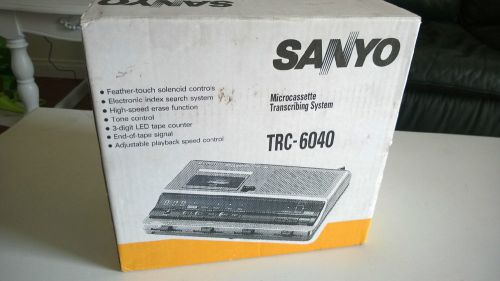 SANYO
• Feather-touch solenoid controls
• Electronic index search system
• High-speed erase function
• Tone control
• 3-digit LED tape counter
• End-of-tape signal
• Adjustable playback speed control
Microcassette
Transcribing System
TRC-6040